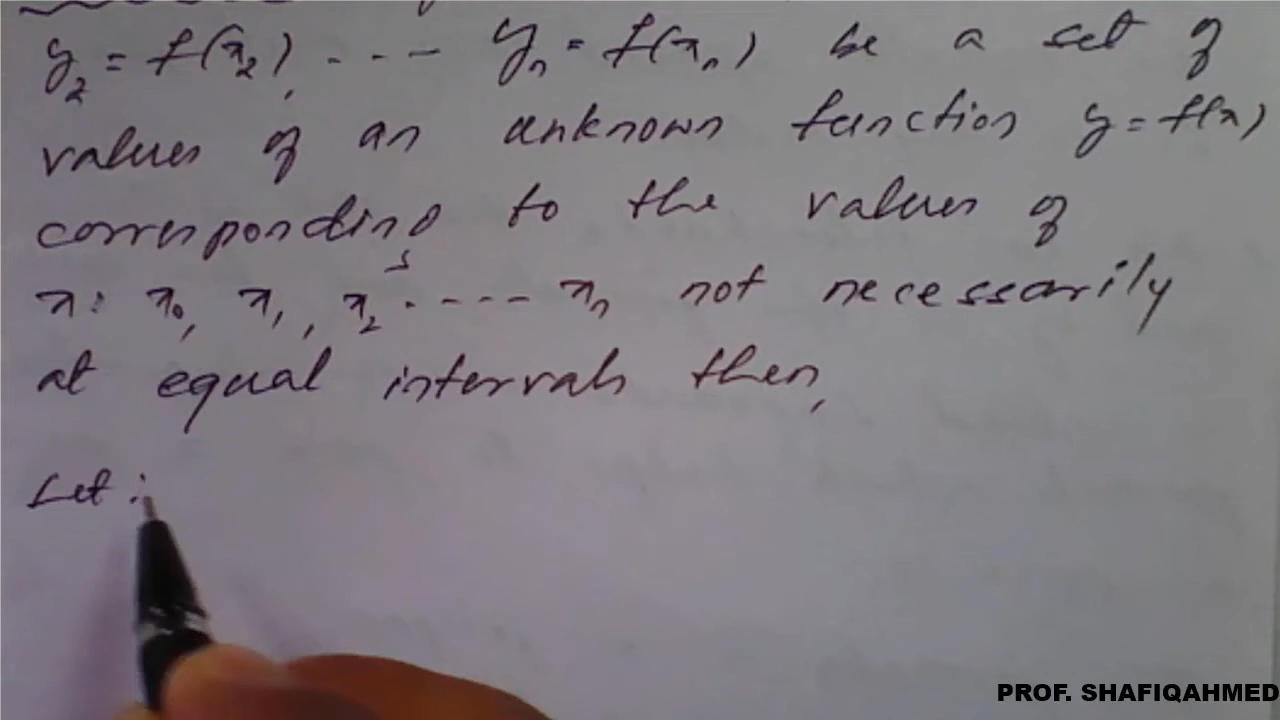 y₂ = f(x₂), - - - yₙ = f(xₙ) be a set of
values of an unknown function y = f(x)
corresponding to the values of
x: x₀, x₁, x₂ - - - - xₙ not necessarily
at equal intervals then,
Let :
PROF. SHAFIQAHMED